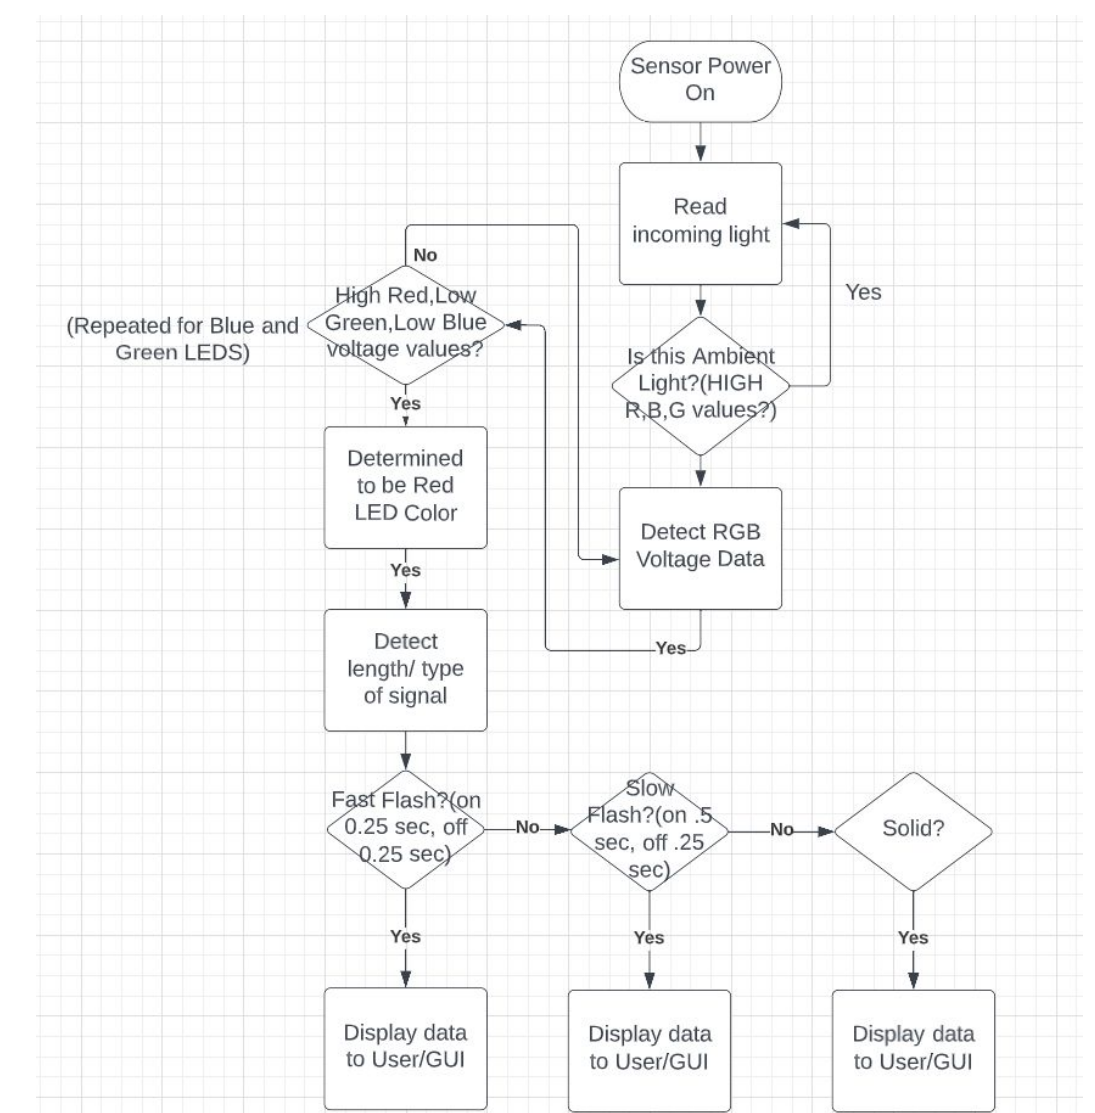 Sensor Power
On
Read
incoming light
Yes
Is this Ambient
Light?(HIGH
R,B,G values?)
Detect RGB
Voltage Data
Yes
No
High Red,Low
Green,Low Blue
voltage values?
(Repeated for Blue and
Green LEDS)
Yes
Determined
to be Red
LED Color
Yes
Detect
length/ type
of signal
Fast Flash?(on
0.25 sec, off
0.25 sec)
No
Slow
Flash?(on .5
sec, off .25
sec)
No
Solid?
Yes
Yes
Yes
Display data
to User/GUI
Display data
to User/GUI
Display data
to User/GUI